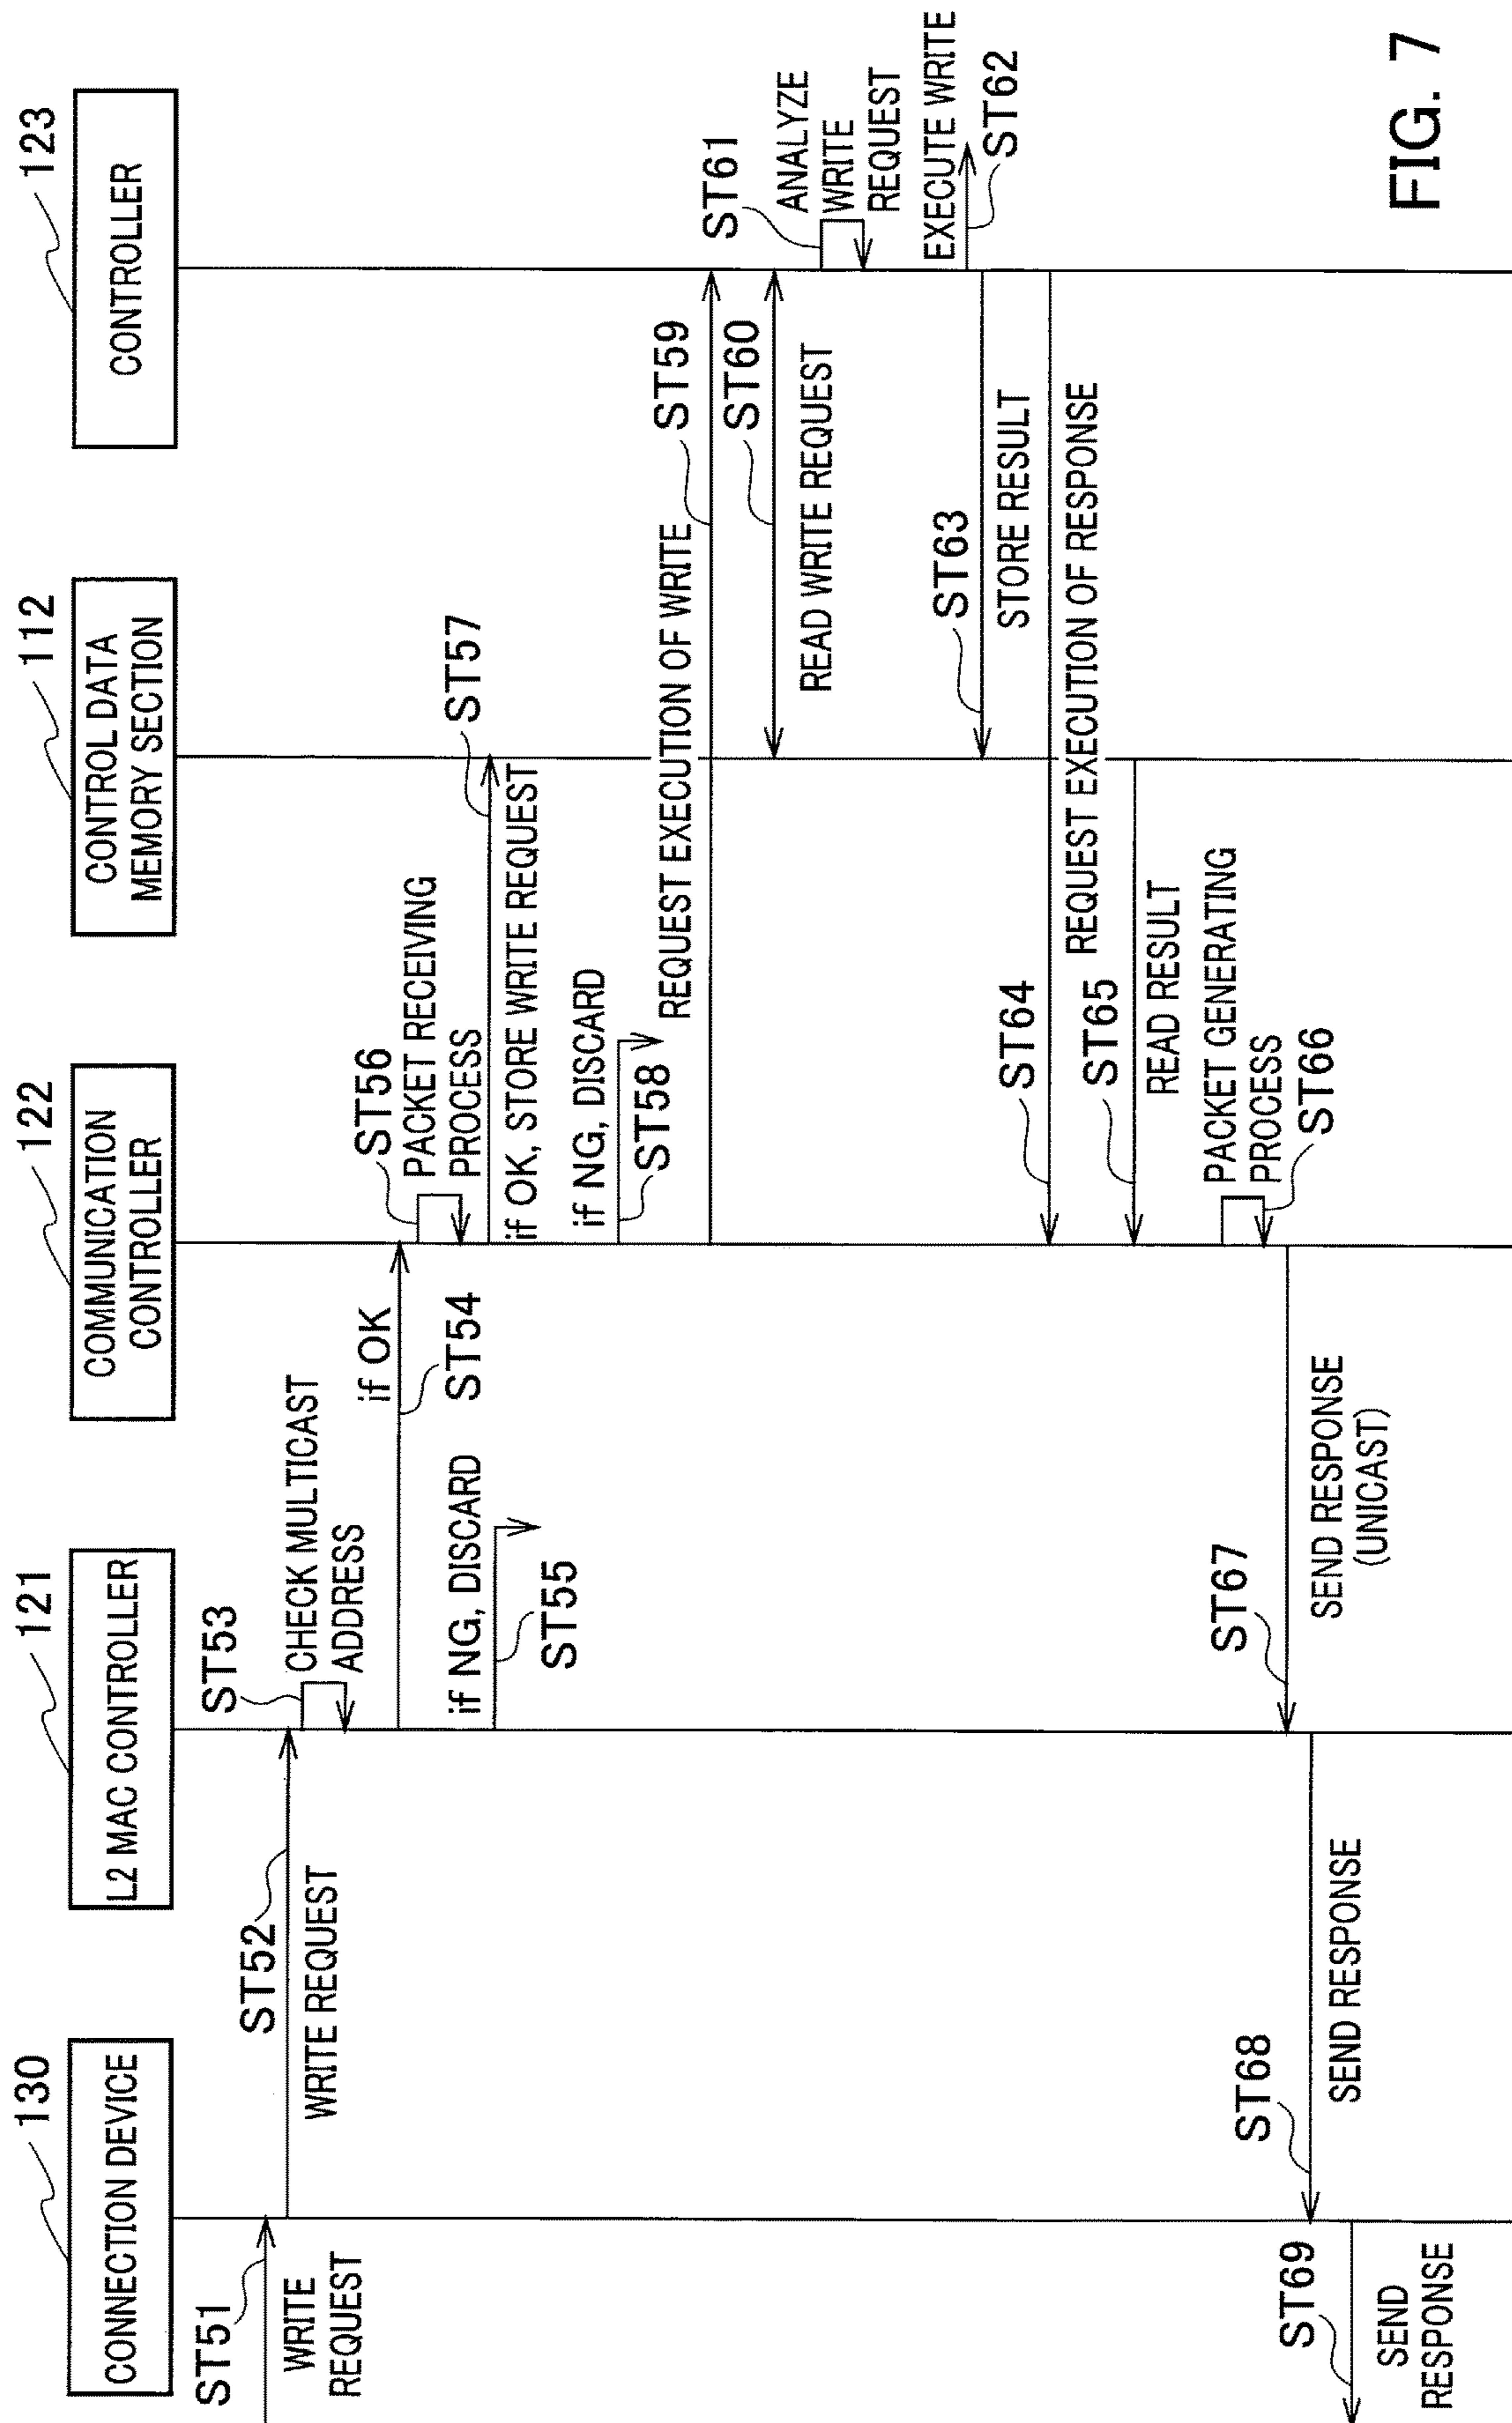 130
CONNECTION DEVICE
121
L2 MAC CONTROLLER
122
COMMUNICATION
CONTROLLER
112
CONTROL DATA
MEMORY SECTION
123
CONTROLLER
ST51
WRITE
REQUEST
ST52
WRITE REQUEST
ST53
CHECK MULTICAST
ADDRESS
if OK
ST54
if NG, DISCARD
ST55
ST56
PACKET RECEIVING
PROCESS
ST57
if OK, STORE WRITE REQUEST
if NG, DISCARD
ST58
REQUEST EXECUTION OF WRITE
ST59
ST60
READ WRITE REQUEST
ST61
ANALYZE
WRITE
REQUEST
EXECUTE WRITE
ST62
ST63
STORE RESULT
ST64
REQUEST EXECUTION OF RESPONSE
ST65
READ RESULT
PACKET GENERATING
PROCESS
ST66
ST67
SEND RESPONSE
(UNICAST)
ST68
SEND RESPONSE
ST69
SEND
RESPONSE
FIG. 7